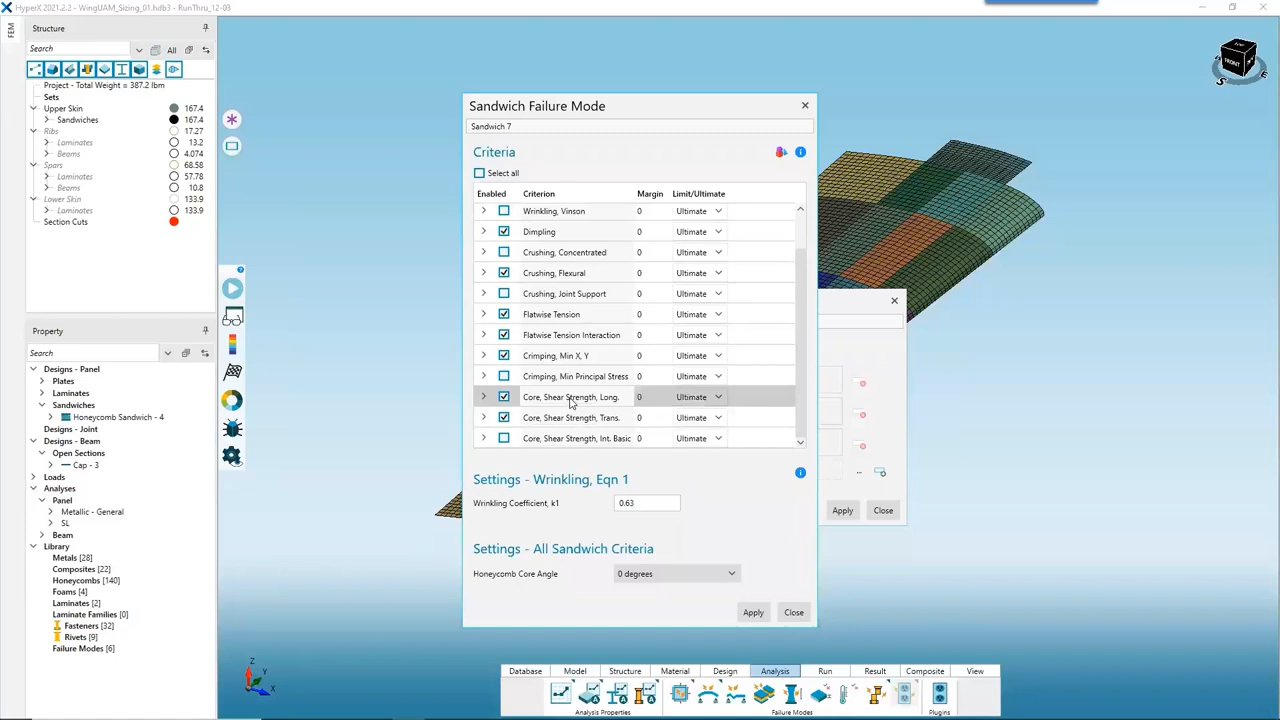 HyperX 2021.2.2 - WingUAM_Sizing_01.hdb3 - RunThru_12-03
FEM
Structure
Search
All
Project - Total Weight = 387.2 lbm
Sets
Upper Skin 167.4
Sandwiches 167.4
Ribs 17.27
Laminates 13.2
Beams 4.074
Spars 68.58
Laminates 57.78
Beams 10.8
Lower Skin 133.9
Laminates 133.9
Section Cuts
Property
Search
Designs - Panel
Plates
Laminates
Sandwiches
Honeycomb Sandwich - 4
Designs - Joint
Designs - Beam
Open Sections
Cap - 3
Loads
Analyses
Panel
Metallic - General
SL
Beam
Library
Metals [28]
Composites [22]
Honeycombs [140]
Foams [4]
Laminates [2]
Laminate Families [0]
Fasteners [32]
Rivets [9]
Failure Modes [6]
Sandwich Failure Mode
Sandwich 7
Criteria
Select all
Enabled Criterion Margin Limit/Ultimate
Wrinkling, Vinson 0 Ultimate
Dimpling 0 Ultimate
Crushing, Concentrated 0 Ultimate
Crushing, Flexural 0 Ultimate
Crushing, Joint Support 0 Ultimate
Flatwise Tension 0 Ultimate
Flatwise Tension Interaction 0 Ultimate
Crimping, Min X, Y 0 Ultimate
Crimping, Min Principal Stress 0 Ultimate
Core, Shear Strength, Long. 0 Ultimate
Core, Shear Strength, Trans. 0 Ultimate
Core, Shear Strength, Int. Basic 0 Ultimate
Settings - Wrinkling, Eqn 1
Wrinkling Coefficient, k1 0.63
Settings - All Sandwich Criteria
Honeycomb Core Angle 0 degrees
Apply Close
...
Apply Close
FRONT
S E
Z
Y
X
Database Model Structure Material Design Analysis Run Result Composite View
Analysis Properties Failure Modes Plugins